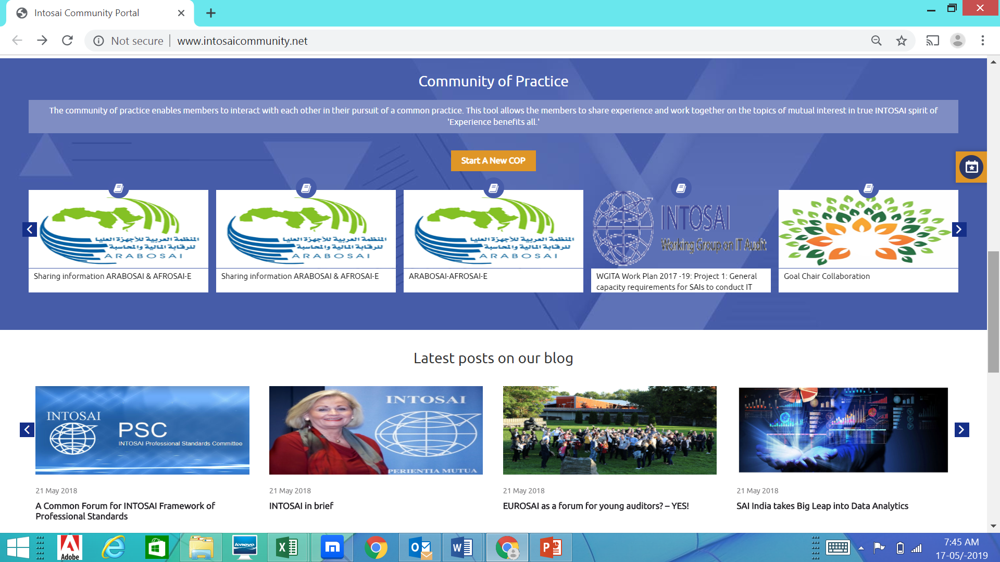 Intosai Community Portal
Not secure
www.intosaicommunity.net
Community of Practice
The community of practice enables members to interact with each other in their pursuit of a common practice. This tool allows the members to share experience and work together on the topics of mutual interest in true INTOSAI spirit of
'Experience benefits all.'
Start A New COP
المنظمة العربية للأجهزة العليا
للرقابة المالية والمحاسبة
ARABOSAI
Sharing information ARABOSAI & AFROSAI-E
المنظمة العربية للأجهزة العليا
للرقابة المالية والمحاسبة
ARABOSAI
Sharing information ARABOSAI & AFROSAI-E
المنظمة العربية للأجهزة العليا
للرقابة المالية والمحاسبة
ARABOSAI
ARABOSAI-AFROSAI-E
INTOSAI
Working Group on IT Audit
WGITA Work Plan 2017 -19: Project 1: General
capacity requirements for SAIs to conduct IT
Goal Chair Collaboration
Latest posts on our blog
INTOSAI
PSC
INTOSAI Professional Standards Committee
21 May 2018
A Common Forum for INTOSAI Framework of
Professional Standards
INTOSAI
PERIENTIA MUTUA
21 May 2018
INTOSAI in brief
21 May 2018
EUROSAI as a forum for young auditors? – YES!
21 May 2018
SAI India takes Big Leap into Data Analytics
Adobe
lenovo
7:45 AM
17-05/-2019